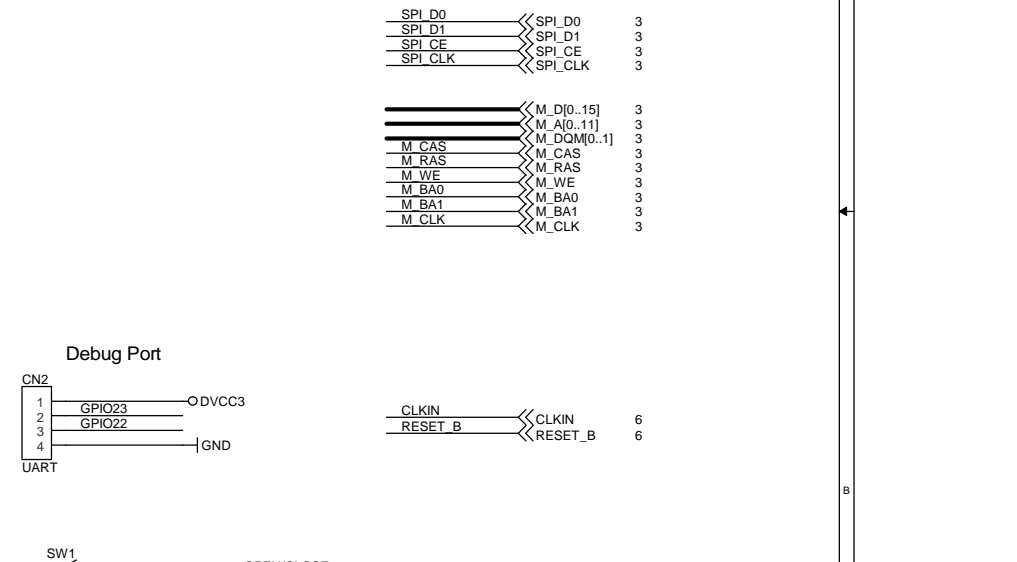 SPI_D0 SPI_D0 3
SPI_D1 SPI_D1 3
SPI_CE SPI_CE 3
SPI_CLK SPI_CLK 3
M_D[0..15] 3
M_A[0..11] 3
M_DQM[0..1] 3
M_CAS M_CAS 3
M_RAS M_RAS 3
M_WE M_WE 3
M_BA0 M_BA0 3
M_BA1 M_BA1 3
M_CLK M_CLK 3
Debug Port
CN2
1 DVCC3
2 GPIO23
3 GPIO22
4 GND
UART
CLKIN CLKIN 6
RESET_B RESET_B 6
B
SW1